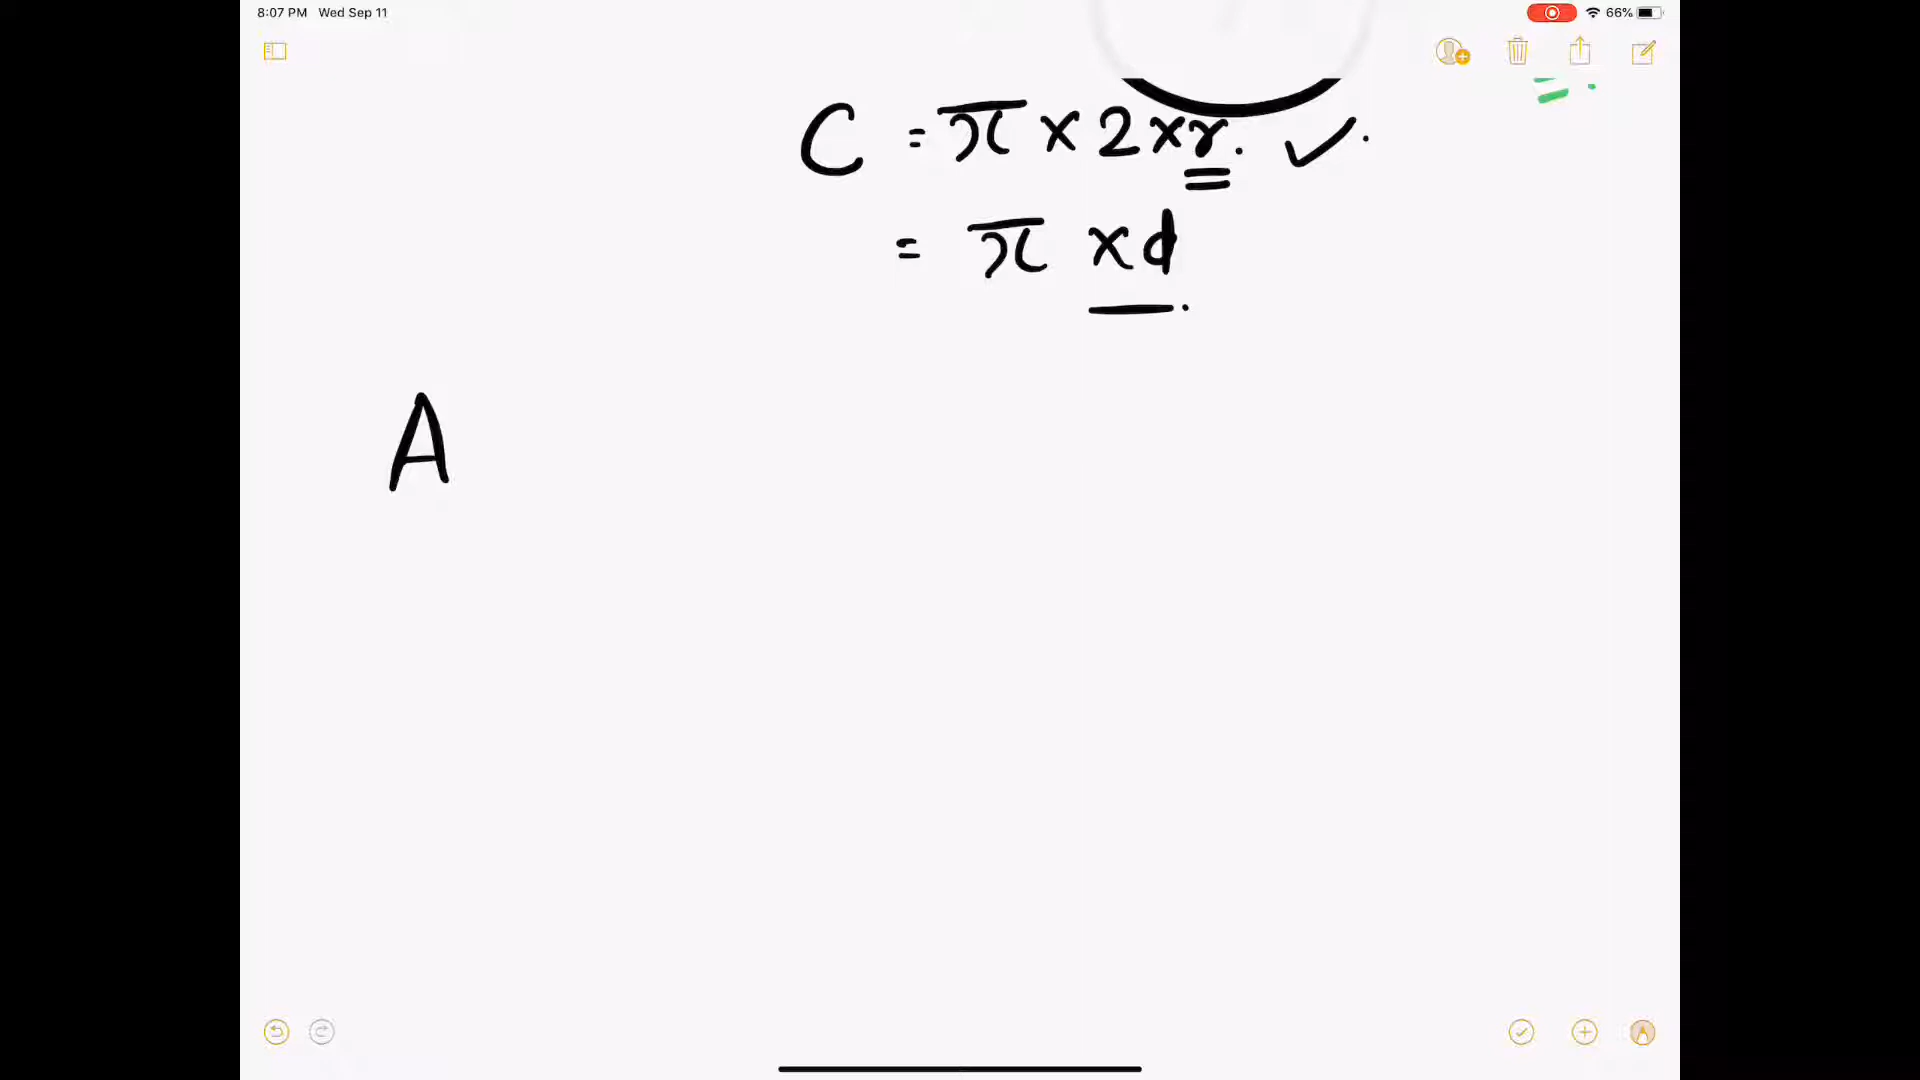 8:07 PM Wed Sep 11
66%
C = π × 2 × r. ✓.
= π × d.
A